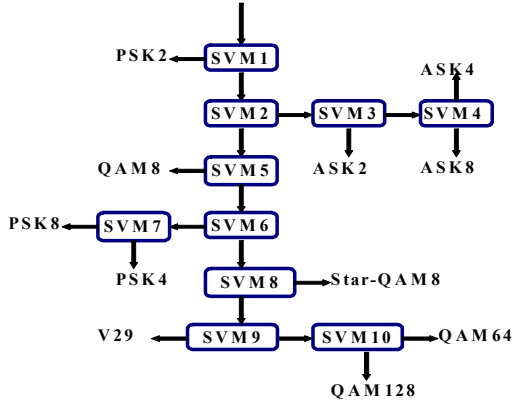 PSK2 SVM1 ASK4
SVM2 SVM3 SVM4
QAM8 SVM5 ASK2 ASK8
PSK8 SVM7 SVM6
PSK4 SVM8 Star-QAM8
V29 SVM9 SVM10 QAM64
QAM128